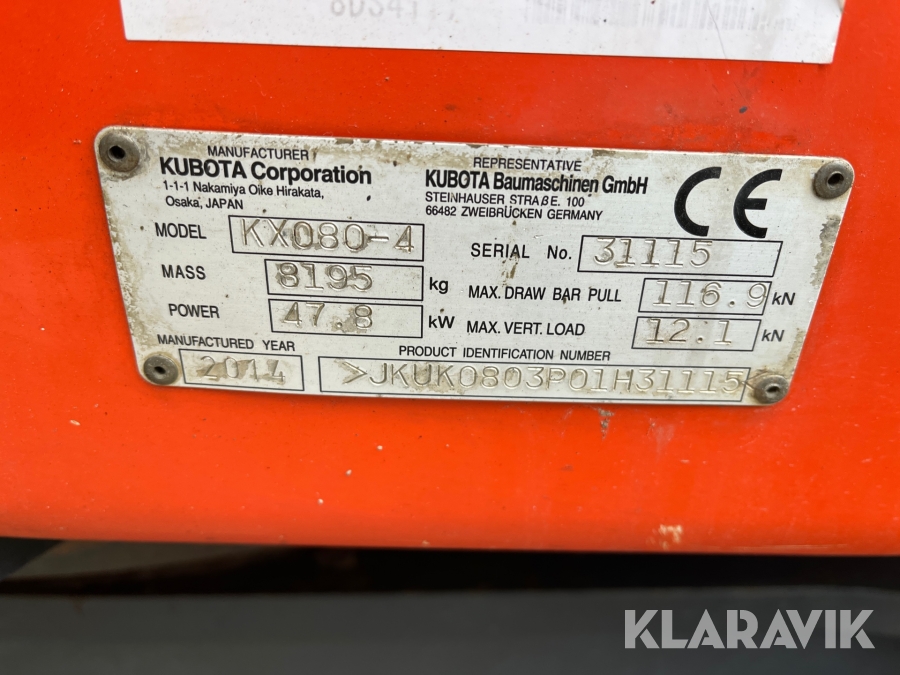 MANUFACTURER
KUBOTA Corporation
1-1-1 Nakamiya Oike Hirakata,
Osaka, JAPAN
REPRESENTATIVE
KUBOTA Baumaschinen GmbH
STEINHAUSER STRAßE. 100
66482 ZWEIBRÜCKEN GERMANY
CE
MODEL KX080-4
SERIAL No. 31115
MASS 8195 kg
MAX. DRAW BAR PULL 116.9 kN
POWER 47.8 kW
MAX. VERT. LOAD 12.1 kN
MANUFACTURED YEAR
2014
PRODUCT IDENTIFICATION NUMBER
>JKUK0803P01H31115<
KLARAVIK